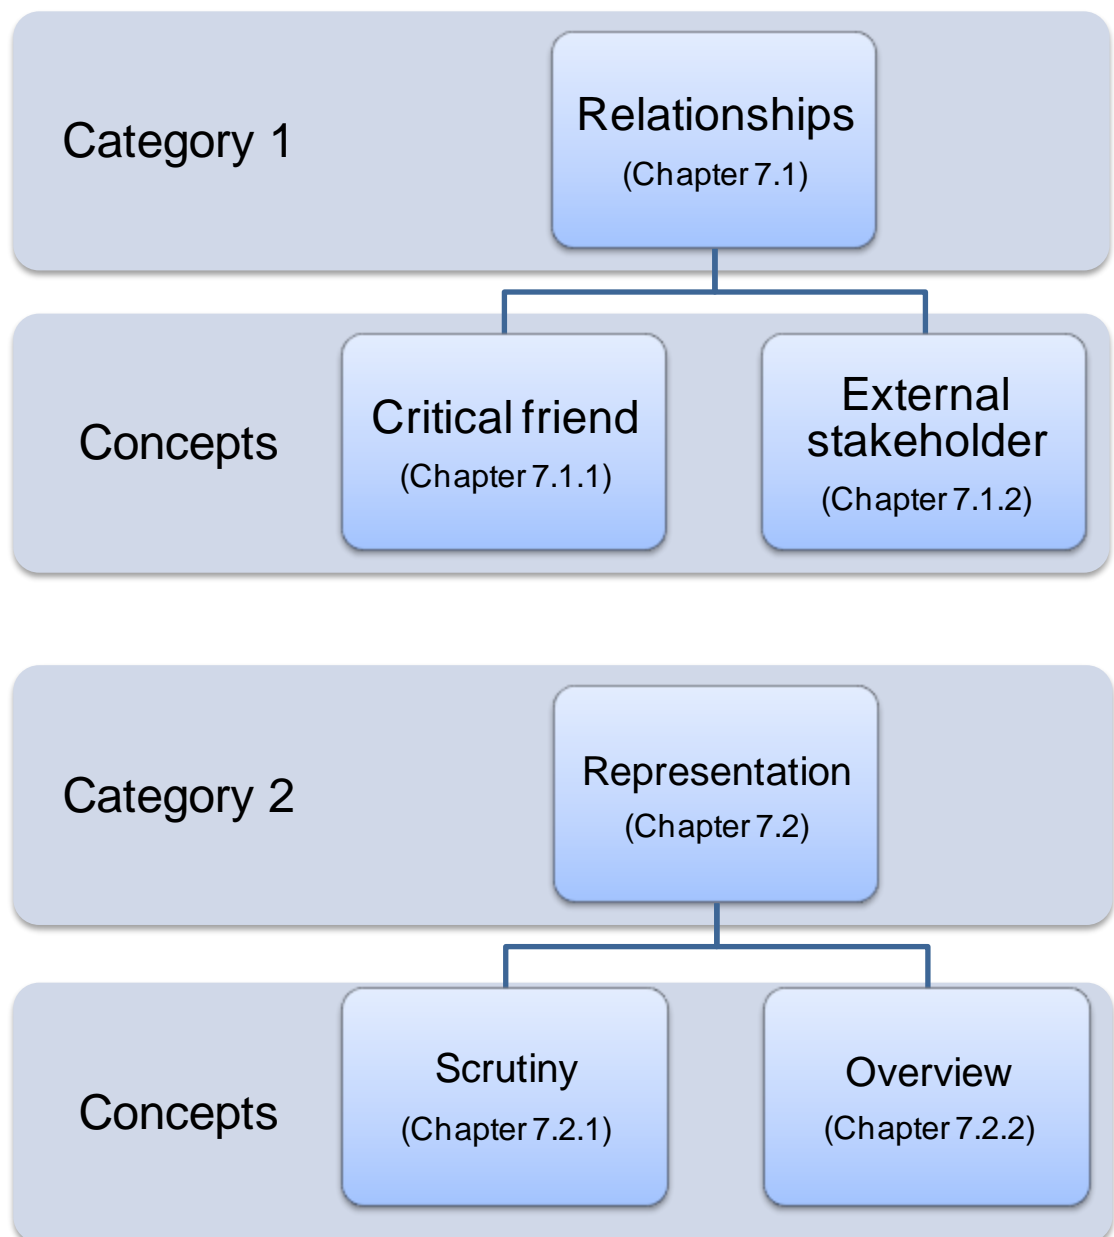 Category 1
Relationships
(Chapter 7.1)
Concepts
Critical friend
(Chapter 7.1.1)
External
stakeholder
(Chapter 7.1.2)
Category 2
Representation
(Chapter 7.2)
Concepts
Scrutiny
(Chapter 7.2.1)
Overview
(Chapter 7.2.2)